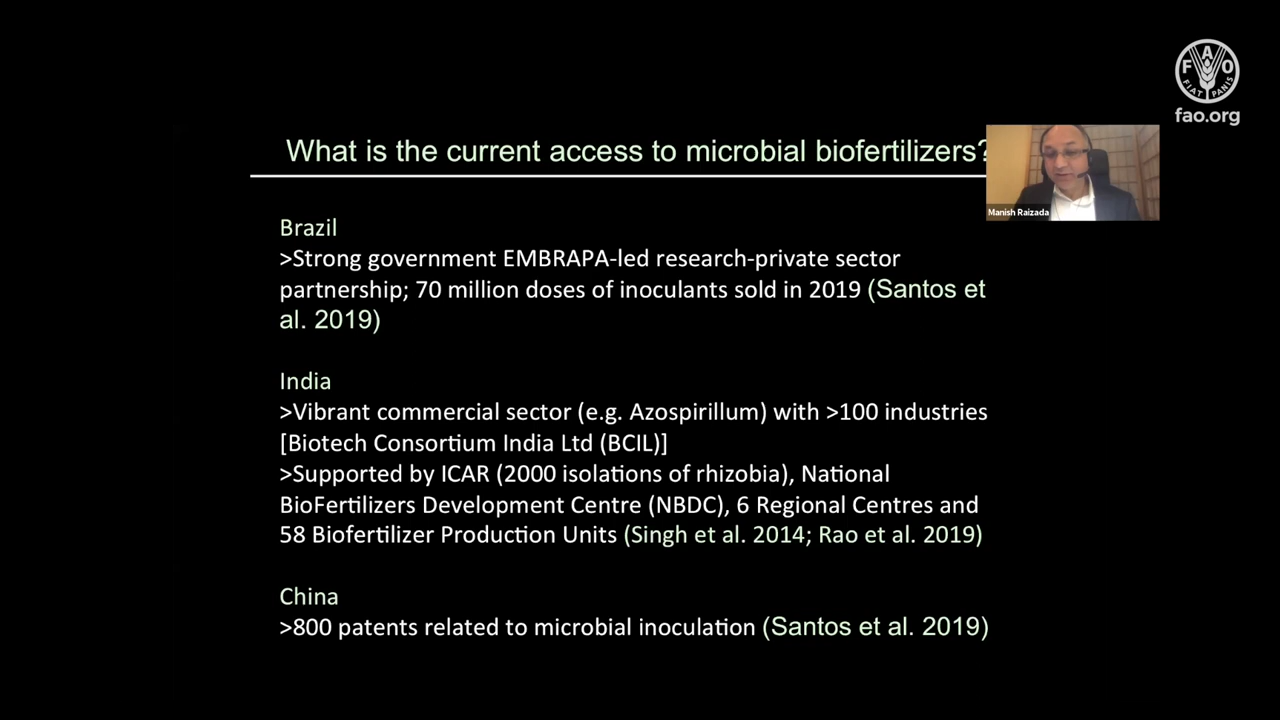 F A O
FIAT PANIS
fao.org
What is the current access to microbial biofertilizers?
Manish Raizada
Brazil
>Strong government EMBRAPA-led research-private sector
partnership; 70 million doses of inoculants sold in 2019 (Santos et
al. 2019)
India
>Vibrant commercial sector (e.g. Azospirillum) with >100 industries
[Biotech Consortium India Ltd (BCIL)]
>Supported by ICAR (2000 isolations of rhizobia), National
BioFertilizers Development Centre (NBDC), 6 Regional Centres and
58 Biofertilizer Production Units (Singh et al. 2014; Rao et al. 2019)
China
>800 patents related to microbial inoculation (Santos et al. 2019)